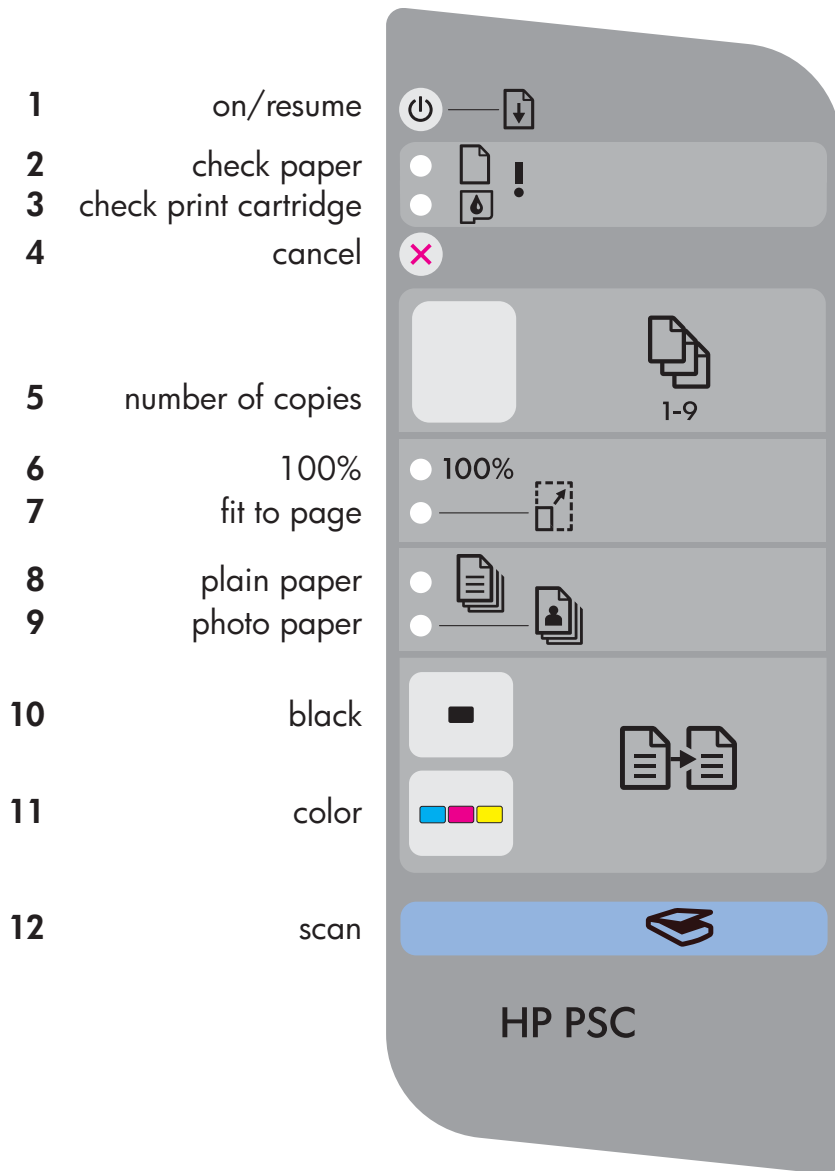 1 on/resume
2 check paper
3 check print cartridge
4 cancel
5 number of copies
1-9
6 100% 100%
7 fit to page
8 plain paper
9 photo paper
10 black
11 color
12 scan
HP PSC